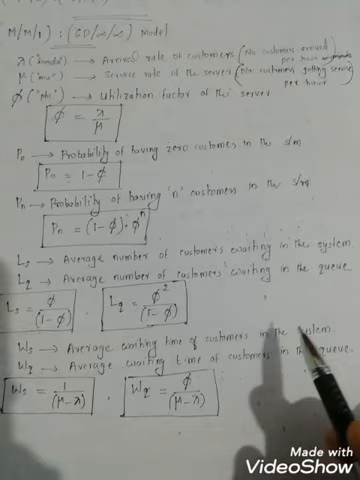 M/M/1) : (GD/∞/∞) Model
λ ('lamda') → Arrival rate of customers (No customers arrived per hour
μ ('mu') → Service rate of the server (No customers getting service per hour)
ϕ ('phi') → Utilization factor of the server
ϕ = λ/μ
P₀ → Probability of having zero customer in the s/m
P₀ = 1-ϕ
Pn → Probability of having 'n' customers in the
Pn = (1-ϕ)·ϕⁿ
Ls → Average number of customers waiting in the system.
Lq → Average number of customers waiting in the queue
Ls = ϕ/(1-ϕ) , Lq = ϕ²/(1-ϕ)
Ws → Average waiting time of customers in the system.
Wq → Average waiting time of customers in the queue.
Ws = 1/(μ-λ) , Wq = ϕ/(μ-λ)
Made with
VideoShow